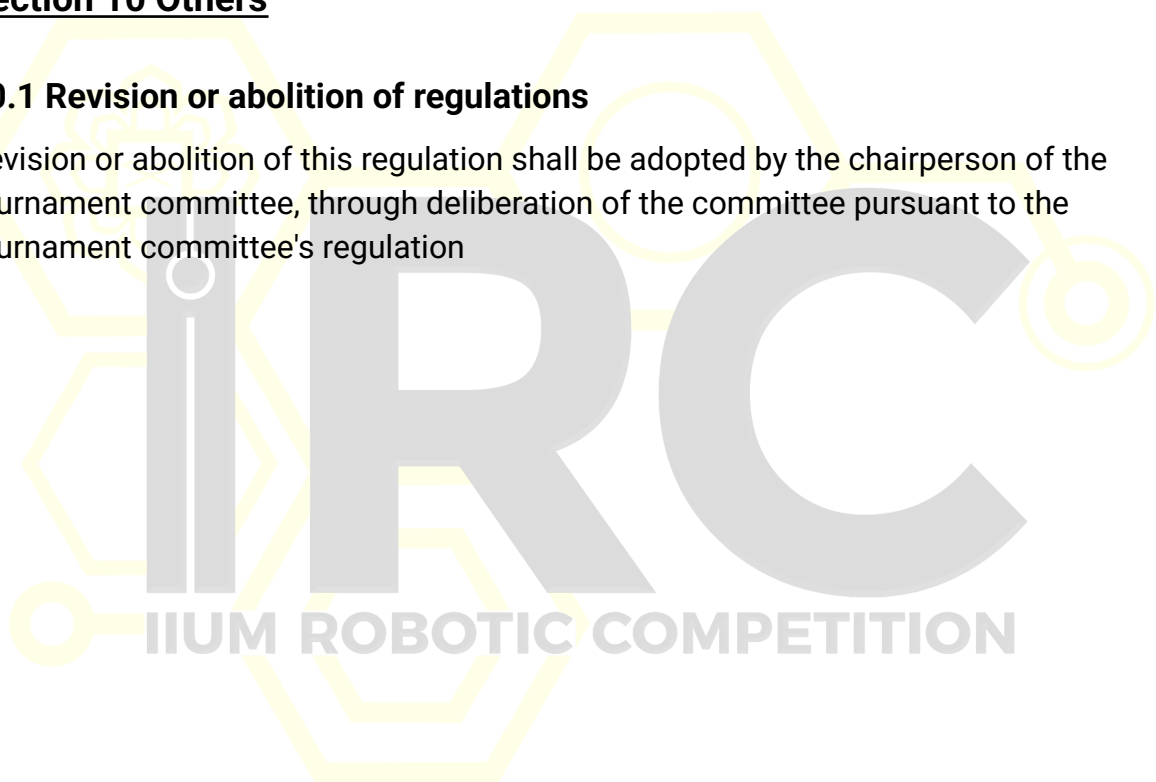 ection 10 Others
0.1 Revision or abolition of regulations
evision or abolition of this regulation shall be adopted by the chairperson of the
urnament committee, through deliberation of the committee pursuant to the
urnament committee's regulation
IRC
IIUM ROBOTIC COMPETITION